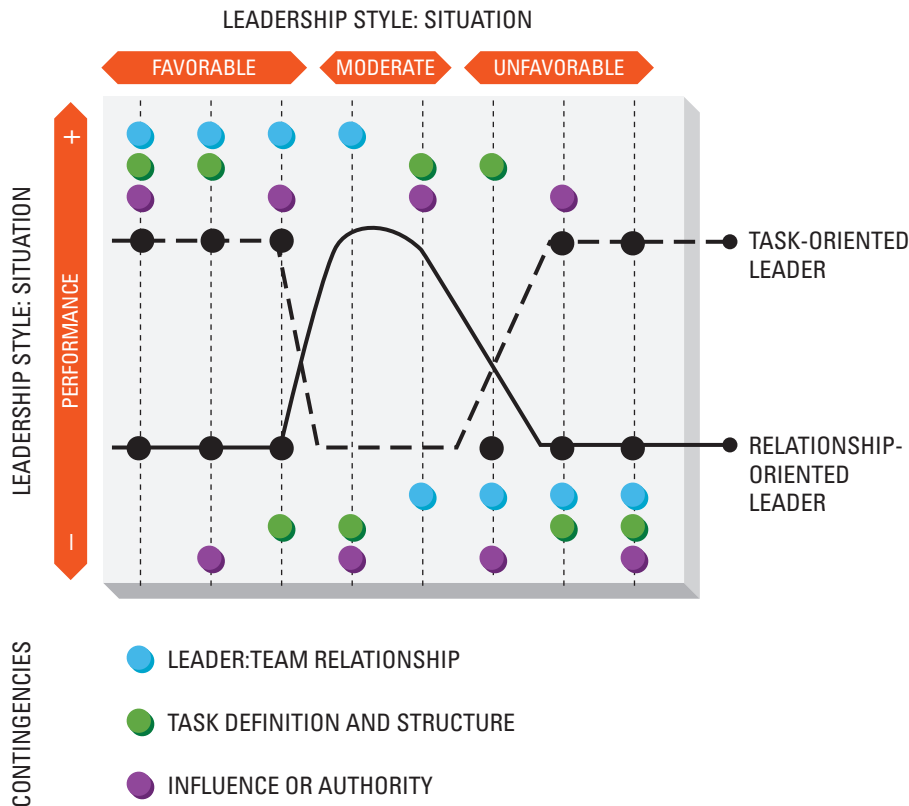 LEADERSHIP STYLE: SITUATION
FAVORABLE
MODERATE
UNFAVORABLE
LEADERSHIP STYLE: SITUATION
+
PERFORMANCE
–
TASK-ORIENTED
LEADER
RELATIONSHIP-
ORIENTED
LEADER
CONTINGENCIES
LEADER:TEAM RELATIONSHIP
TASK DEFINITION AND STRUCTURE
INFLUENCE OR AUTHORITY